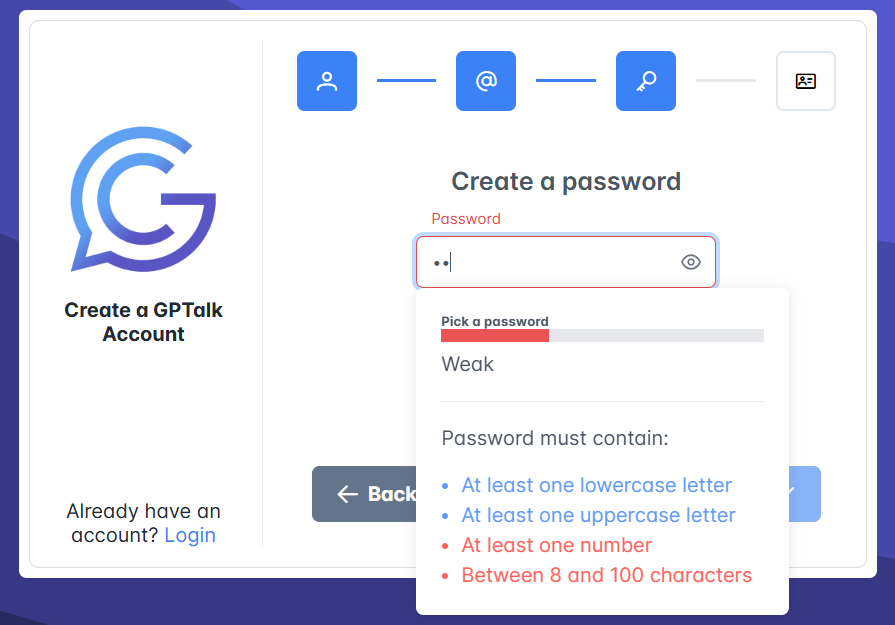 Create a GPTalk
Account
Already have an
account? Login
Create a password
Password
Pick a password
Weak
Password must contain:
At least one lowercase letter
At least one uppercase letter
At least one number
Between 8 and 100 characters
Back